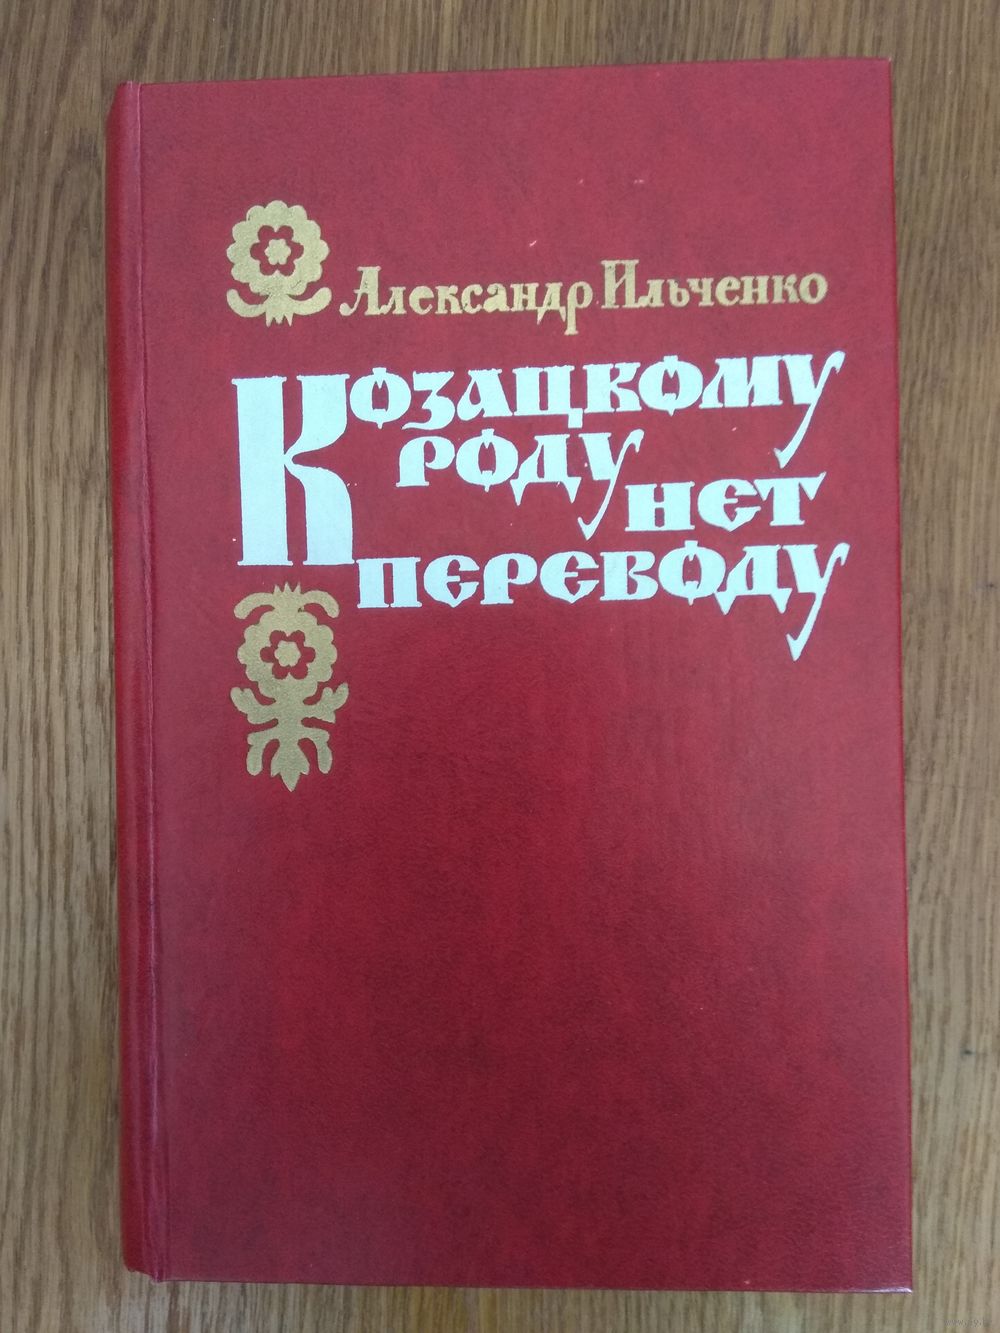 Александр Ильченко
Козацкому
роду
нет
переводу